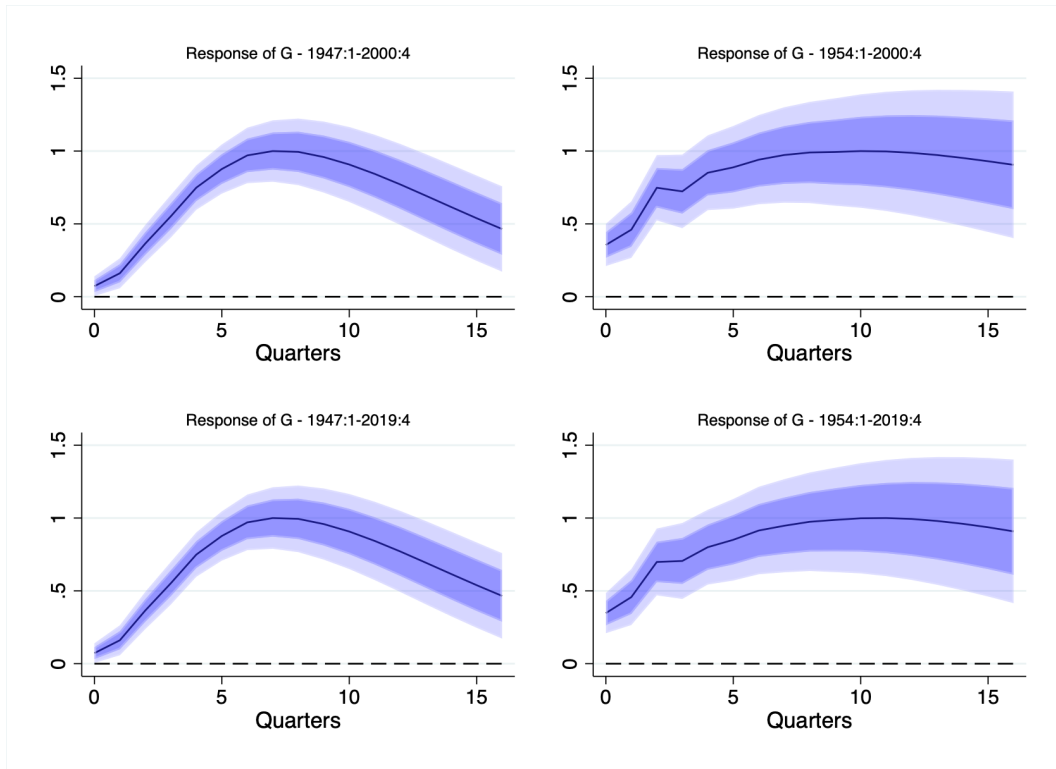 Response of G - 1947:1-2000:4
1.5
1
.5
0
0 5 10 15
Quarters
Response of G - 1954:1-2000:4
1.5
1
.5
0
0 5 10 15
Quarters
Response of G - 1947:1-2019:4
1.5
1
.5
0
0 5 10 15
Quarters
Response of G - 1954:1-2019:4
1.5
1
.5
0
0 5 10 15
Quarters